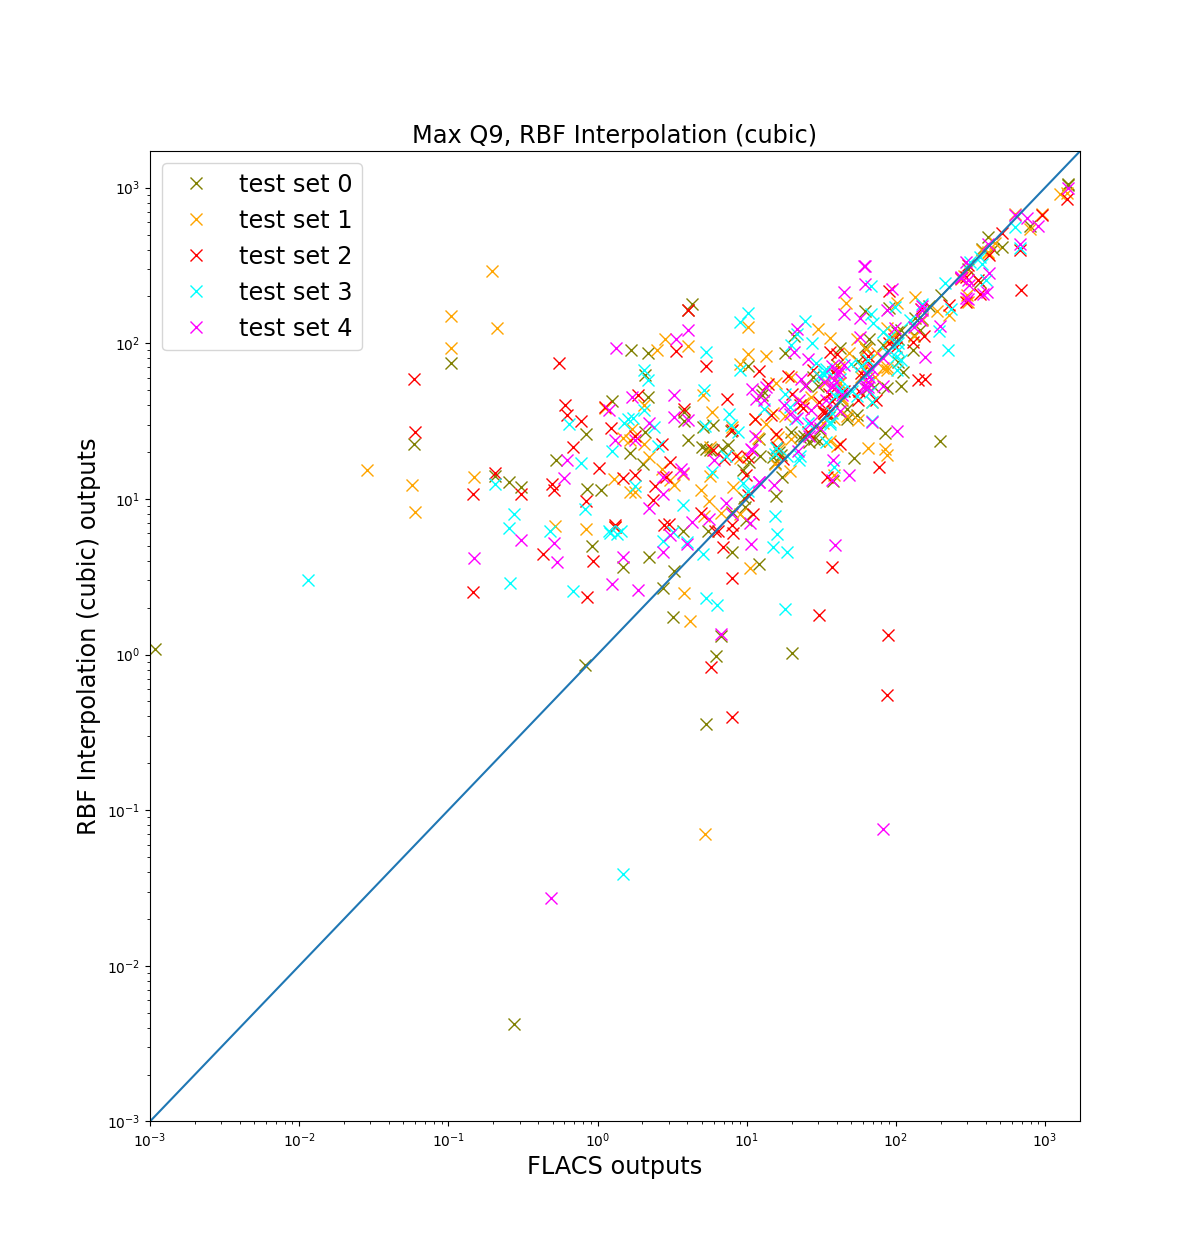 Max Q9, RBF Interpolation (cubic)
test set 0
test set 1
test set 2
test set 3
test set 4
RBF Interpolation (cubic) outputs
10³
10²
10¹
10⁰
10⁻¹
10⁻²
10⁻³
10⁻³ 10⁻² 10⁻¹ 10⁰ 10¹ 10² 10³
FLACS outputs